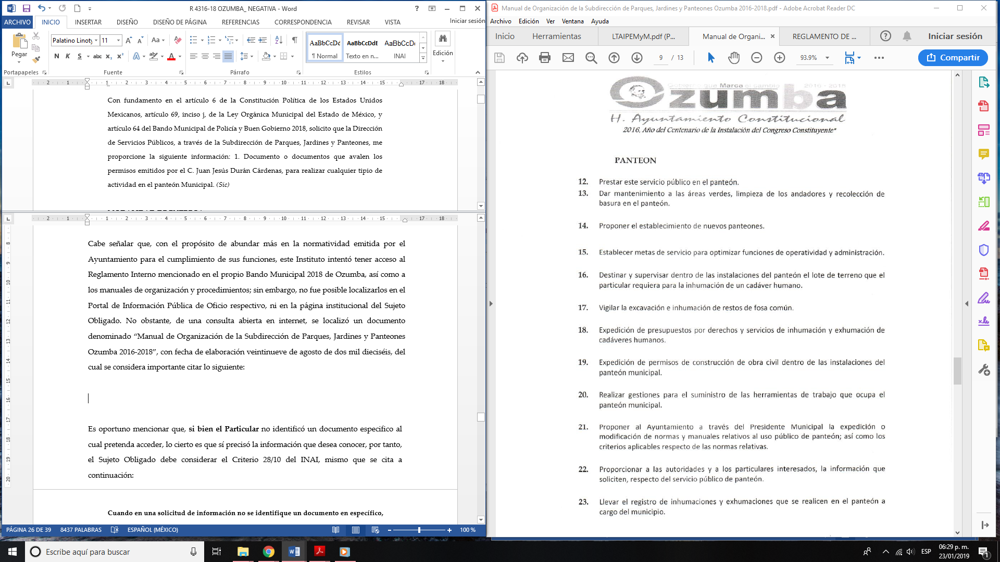 R 4316-18 OZUMBA_ NEGATIVA - Word
ARCHIVO INICIO INSERTAR DISEÑO DISEÑO DE PÁGINA REFERENCIAS CORRESPONDENCIA REVISAR VISTA Iniciar sesión
Pegar
Palatino Linoty 11
AaBbCcDd AaBbCcDdE AaBbCcDd
¶ Normal Texto en n... INAI
Edición
Portapapeles Fuente Párrafo Estilos
Con fundamento en el artículo 6 de la Constitución Política de los Estados Unidos
Mexicanos, artículo 69, inciso j, de la Ley Orgánica Municipal del Estado de México, y
artículo 64 del Bando Municipal de Policía y Buen Gobierno 2018, solicito que la Dirección
de Servicios Públicos, a través de la Subdirección de Parques, Jardines y Panteones, me
proporcione la siguiente información: 1. Documento o documentos que avalen los
permisos emitidos por el C. Juan Jesús Durán Cárdenas, para realizar cualquier tipio de
actividad en el panteón Municipal. (Sic)
Cabe señalar que, con el propósito de abundar más en la normatividad emitida por el
Ayuntamiento para el cumplimiento de sus funciones, este Instituto intentó tener acceso al
Reglamento Interno mencionado en el propio Bando Municipal 2018 de Ozumba, así como a
los manuales de organización y procedimientos; sin embargo, no fue posible localizarlos en el
Portal de Información Pública de Oficio respectivo, ni en la página institucional del Sujeto
Obligado. No obstante, de una consulta abierta en internet, se localizó un documento
denominado “Manual de Organización de la Subdirección de Parques, Jardines y Panteones
Ozumba 2016-2018”, con fecha de elaboración veintinueve de agosto de dos mil dieciséis, del
cual se considera importante citar lo siguiente:
Es oportuno mencionar que, si bien el Particular no identificó un documento especifico al
cual pretenda acceder, lo cierto es que sí precisó la información que desea conocer, por tanto,
el Sujeto Obligado debe considerar el Criterio 28/10 del INAI, mismo que se cita a
continuación:
Cuando en una solicitud de información no se identifique un documento en específico,
PÁGINA 26 DE 39 8437 PALABRAS ESPAÑOL (MÉXICO) 100 %
Manual de Organización de la Subdirección de Parques, Jardines y Panteones Ozumba 2016-2018.pdf - Adobe Acrobat Reader DC
Archivo Edición Ver Ventana Ayuda
Inicio Herramientas LTAIPEMyM.pdf (P... Manual de Organi... × REGLAMENTO DE ... Iniciar sesión
9 / 13 93.9% Compartir
Gobierno que Marca el cambio 2016 - 2018
Ozumba
H. Ayuntamiento Constitucional
2016, Año del Centenario de la Instalación del Congreso Constituyente"
PANTEON
12. Prestar este servicio público en el panteón.
13. Dar mantenimiento a las áreas verdes, limpieza de los andadores y recolección de
basura en el panteón.
14. Proponer el establecimiento de nuevos panteones.
15. Establecer metas de servicio para optimizar funciones de operatividad y administración.
16. Destinar y supervisar dentro de las instalaciones del panteón el lote de terreno que el
particular requiera para la inhumación de un cadáver humano.
17. Vigilar la excavación e inhumación de restos de fosa común.
18. Expedición de presupuestos por derechos y servicios de inhumación y exhumación de
cadáveres humanos.
19. Expedición de permisos de construcción de obra civil dentro de las instalaciones del
panteón municipal.
20. Realizar gestiones para el suministro de las herramientas de trabajo que ocupa el
panteón municipal.
21. Proponer al Ayuntamiento a través del Presidente Municipal la expedición o
modificación de normas y manuales relativos al uso público de panteón; así como los
criterios aplicables respecto de las normas relativas.
22. Proporcionar a las autoridades y a los particulares interesados, la información que
soliciten, respecto del servicio público de panteón.
23. Llevar el registro de inhumaciones y exhumaciones que se realicen en el panteón a
cargo del municipio.
Escribe aquí para buscar
ESP 06:29 p. m.
23/01/2019